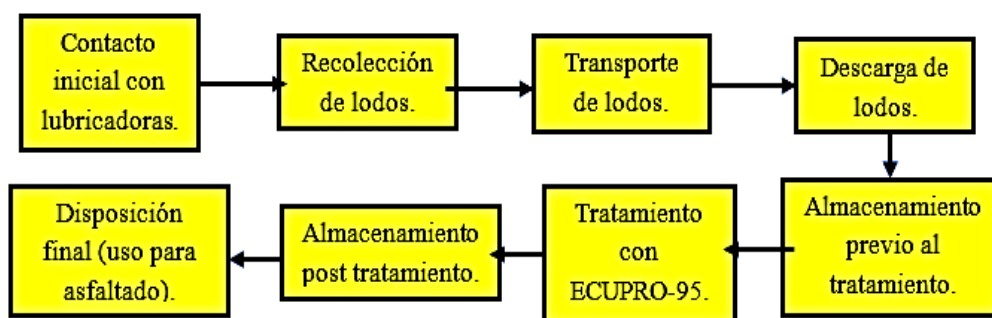 Contacto
inicial con
lubricadoras.
Recolección
de lodos.
Transporte
de lodos.
Descarga de
lodos.
Almacenamiento
previo al
tratamiento.
Tratamiento
con
ECUPRO-95.
Almacenamiento
post tratamiento.
Disposición
final (uso para
asfaltado).